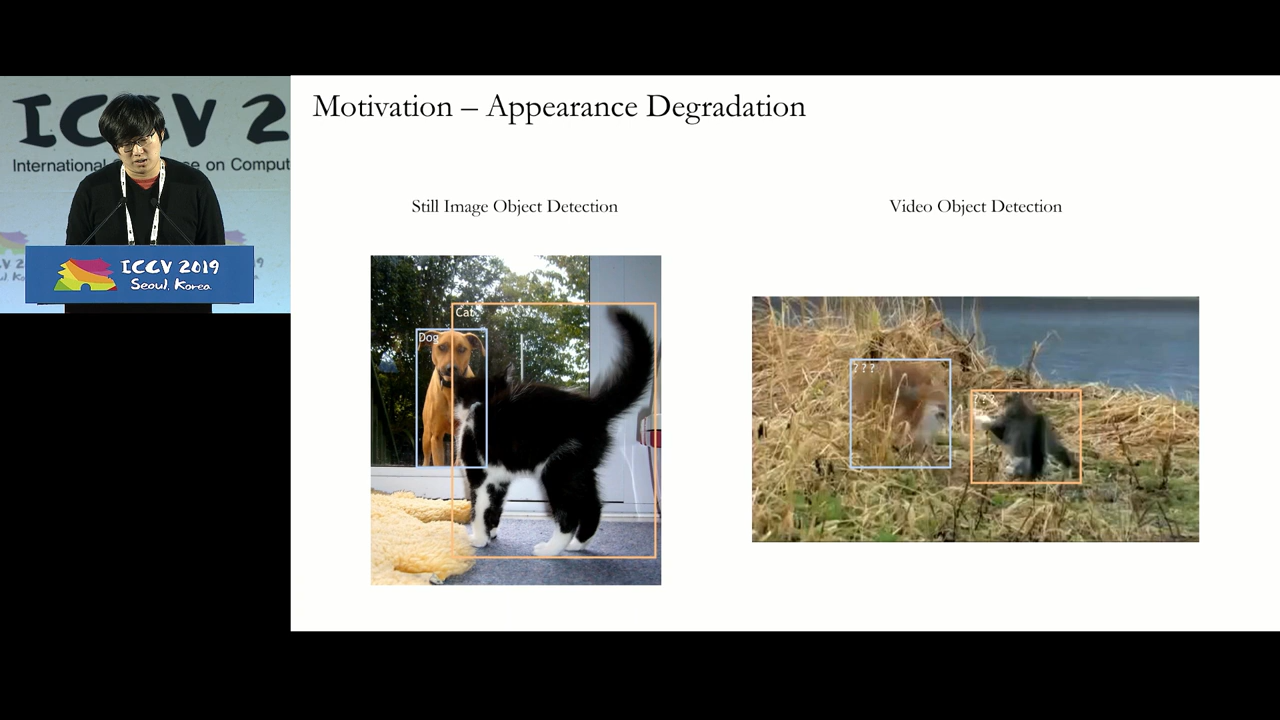 ICCV 2
International
e on Comput
ICCV 2019
Seoul, Korea
Motivation – Appearance Degradation
Still Image Object Detection
Video Object Detection
Cat
Dog
???
???